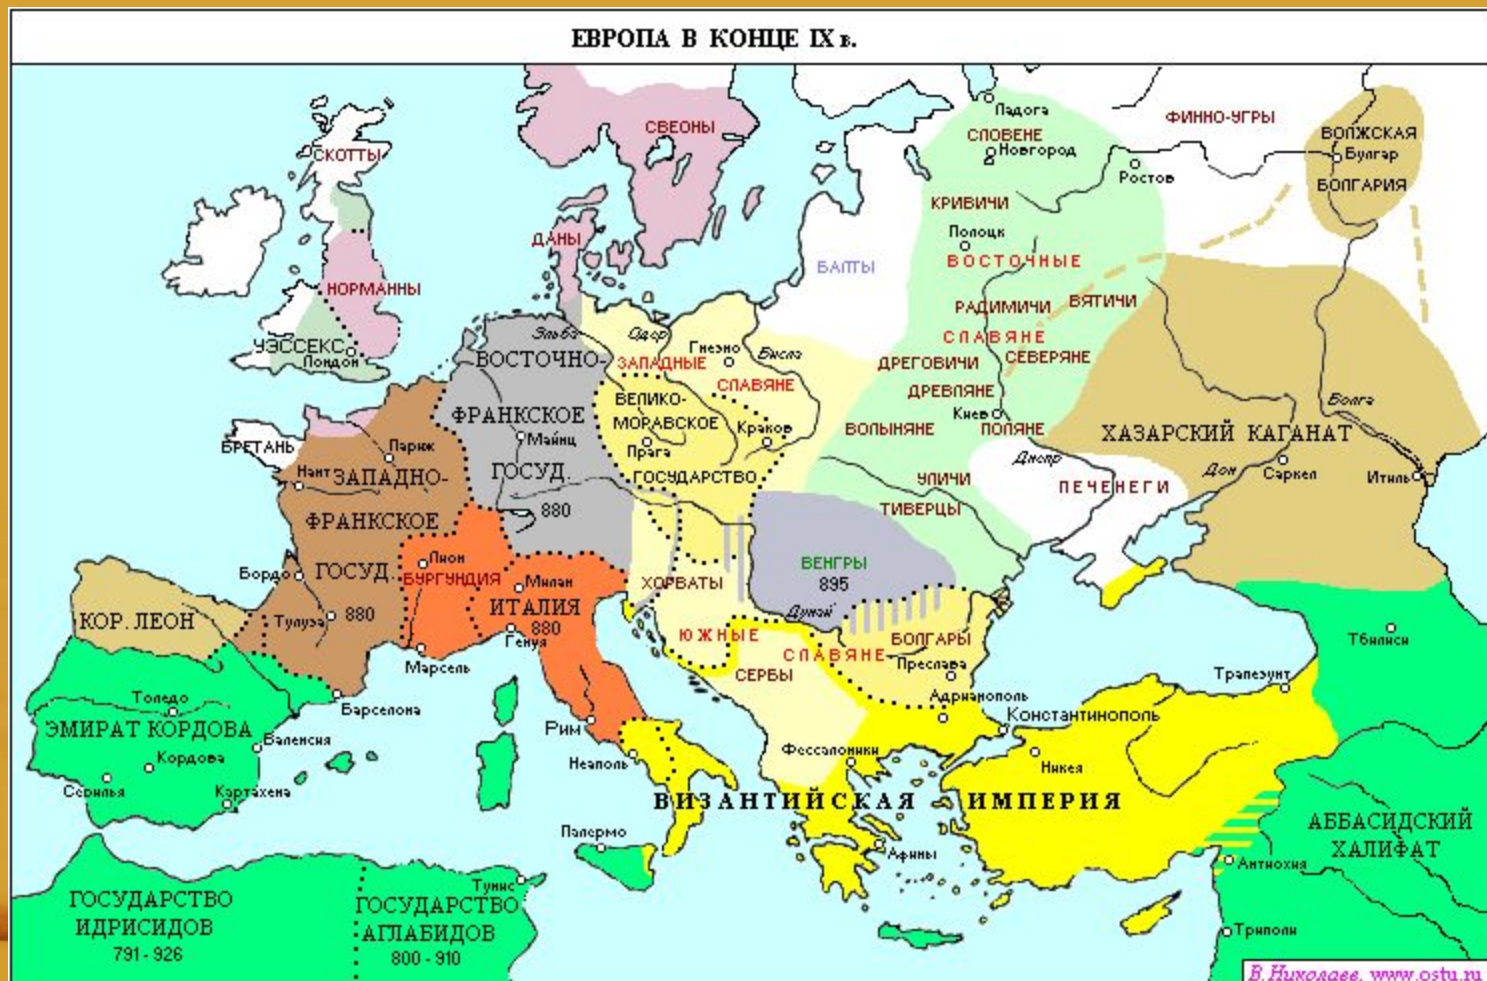 ЕВРОПА В КОНЦЕ IX в.
Ладога
СЛОВЕНЕ
Новгород
ФИННО-УГРЫ
ВОЛЖСКАЯ
Булгар
БОЛГАРИЯ
Ростов
СВЕОНЫ
СКОТТЫ
КРИВИЧИ
Полоцк
ВОСТОЧНЫЕ
ДАНЫ
БАЛТЫ
НОРМАННЫ
РАДИМИЧИ
ВЯТИЧИ
СЛАВЯНЕ
СЕВЕРЯНЕ
УЭССЕКС
Лондон
Эльба
Одер
Гнезно
Висла
ВОСТОЧНО-
ФРАНКСКОЕ
Майнц
ГОСУД.
880
ЗАПАДНЫЕ
СЛАВЯНЕ
ДРЕГОВИЧИ
ДРЕВЛЯНЕ
Киев
ПОЛЯНЕ
ВОЛЫНЯНЕ
ВЕЛИКО-
МОРАВСКОЕ
Прага
Краков
ГОСУДАРСТВО
Волга
ХАЗАРСКИЙ КАГАНАТ
Дон
Саркел
Итиль
Днепр
ПЕЧЕНЕГИ
УЛИЧИ
ТИВЕРЦЫ
БРЕТАНЬ
Париж
Нант
ЗАПАДНО-
ФРАНКСКОЕ
ГОСУД.
880
Бордо
Тулуза
Лион
БУРГУНДИЯ
Милан
ИТАЛИЯ
880
Генуя
Марсель
ХОРВАТЫ
ВЕНГРЫ
895
Дунай
КОР. ЛЕОН
ЮЖНЫЕ
СЛАВЯНЕ
СЕРБЫ
БОЛГАРЫ
Преслава
Адрианополь
Тбилиси
Трапезунт
Константинополь
Толедо
ЭМИРАТ КОРДОВА
Барселона
Валенсия
Кордова
Севилья
Картахена
Рим
Неаполь
Фессалоники
Никея
ВИЗАНТИЙСКАЯ ИМПЕРИЯ
Палермо
Афины
АББАСИДСКИЙ
ХАЛИФАТ
Антиохия
Триполи
ГОСУДАРСТВО
ИДРИСИДОВ
791 - 926
Тунис
ГОСУДАРСТВО
АГЛАБИДОВ
800 - 910
В.Николаев, www.ostu.ru